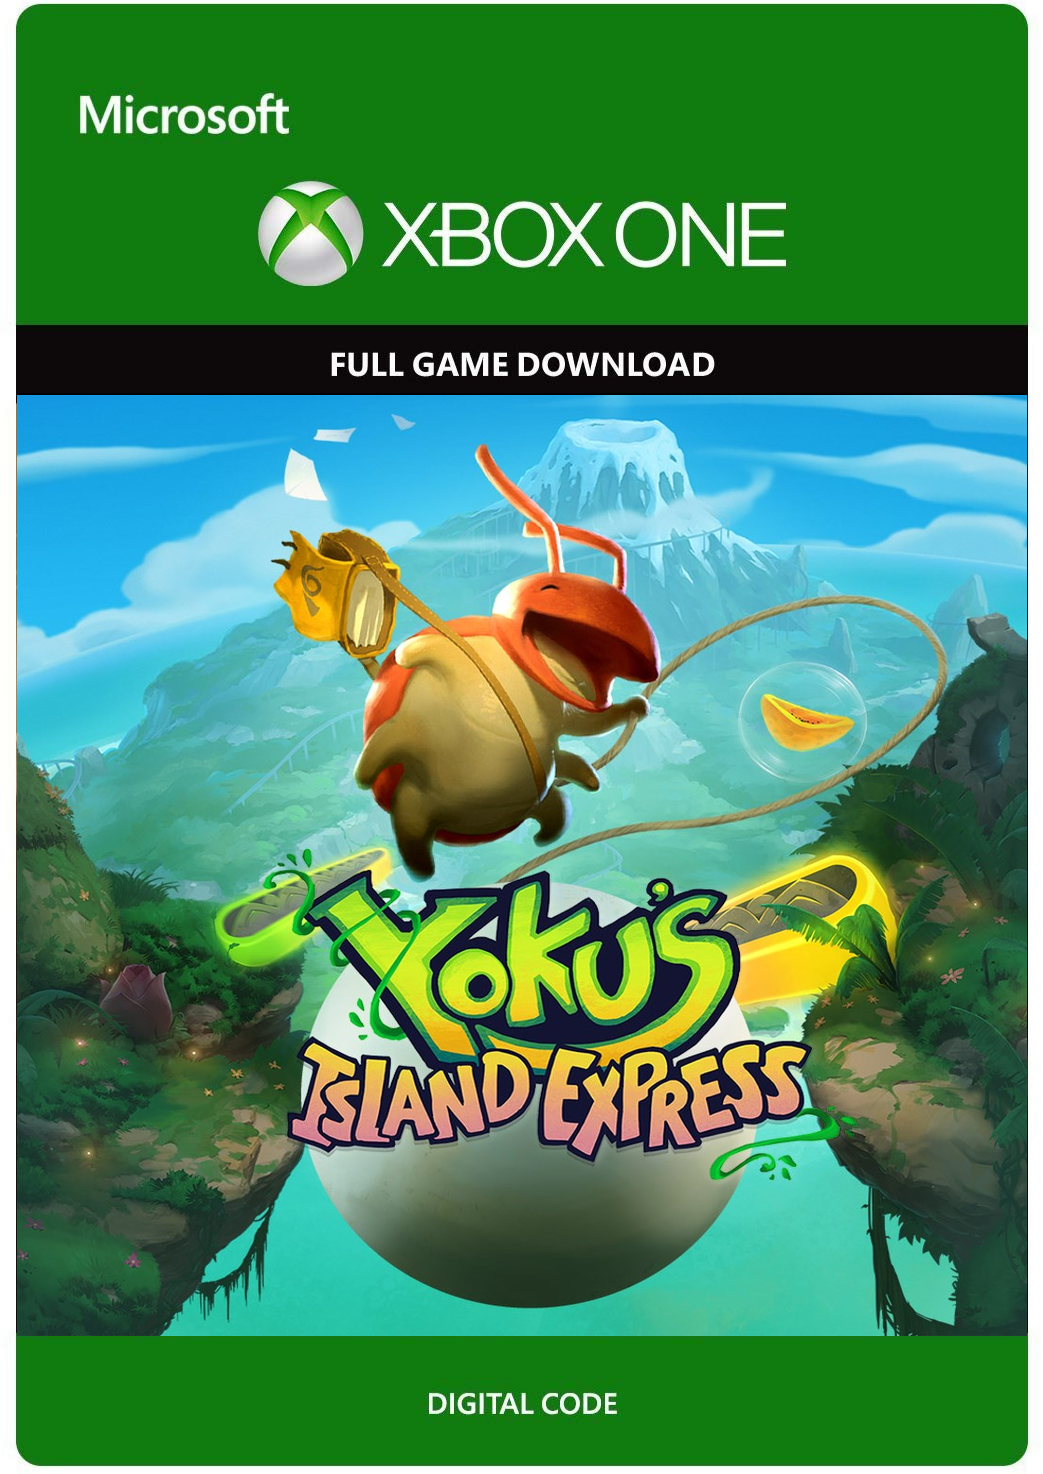 Microsoft
XBOX ONE
FULL GAME DOWNLOAD
YOKU'S
ISLAND EXPRESS
DIGITAL CODE